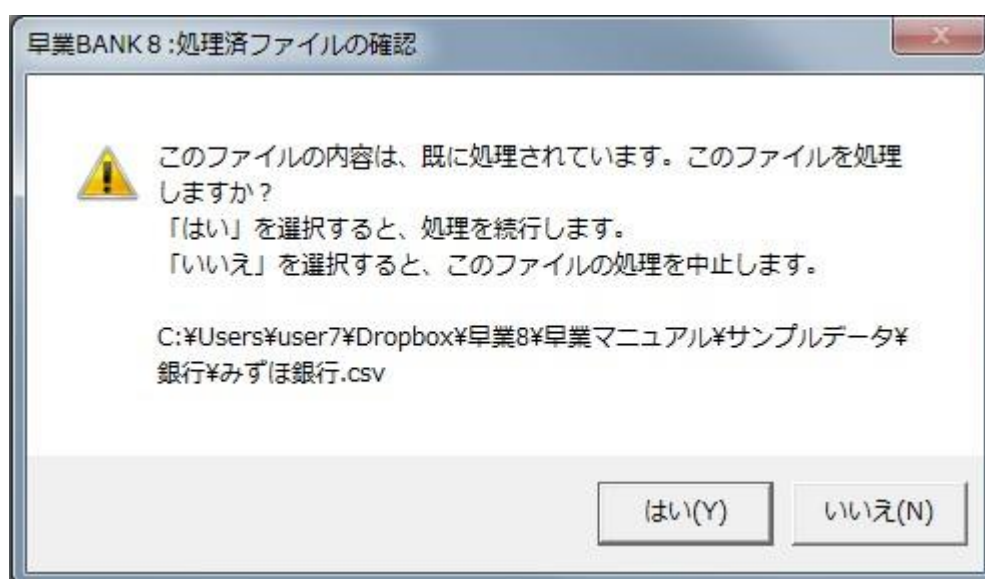 早業BANK８:処理済ファイルの確認
このファイルの内容は、既に処理されています。このファイルを処理
しますか？
「はい」を選択すると、処理を続行します。
「いいえ」を選択すると、このファイルの処理を中止します。
C:¥Users¥user7¥Dropbox¥早業8¥早業マニュアル¥サンプルデータ¥
銀行¥みずほ銀行.csv
はい(Y)
いいえ(N)